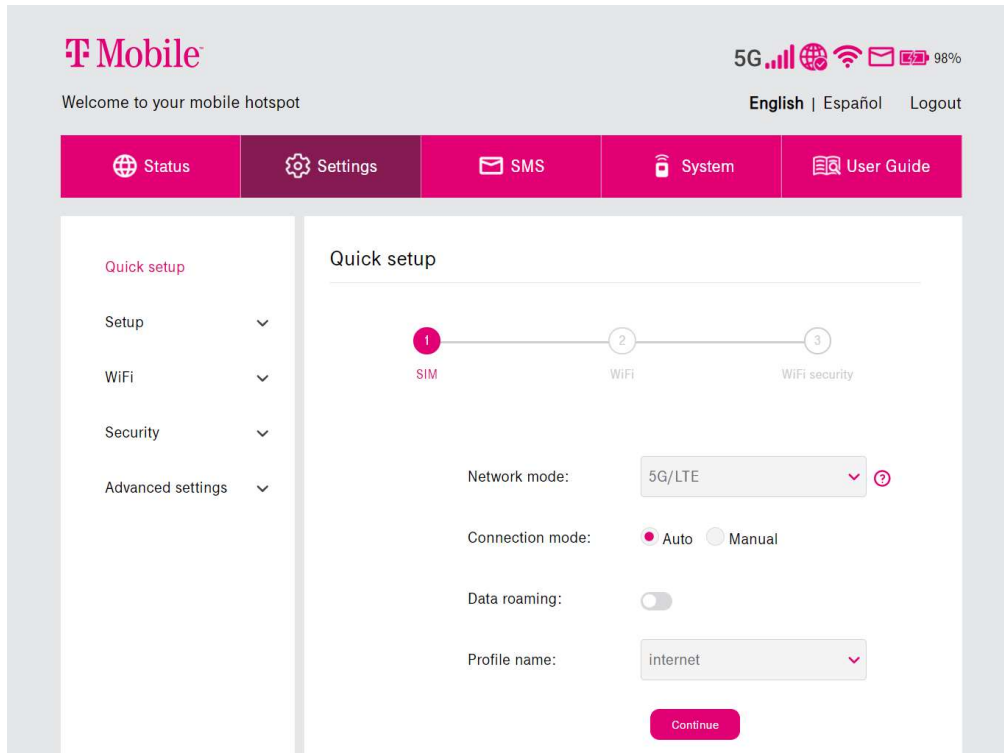 T Mobile
5G 98%
Welcome to your mobile hotspot
English | Español Logout
Status Settings SMS System User Guide
Quick setup
Setup
WiFi
Security
Advanced settings
Quick setup
1 2 3
SIM WiFi WiFi security
Network mode: 5G/LTE ?
Connection mode: Auto Manual
Data roaming:
Profile name: internet
Continue